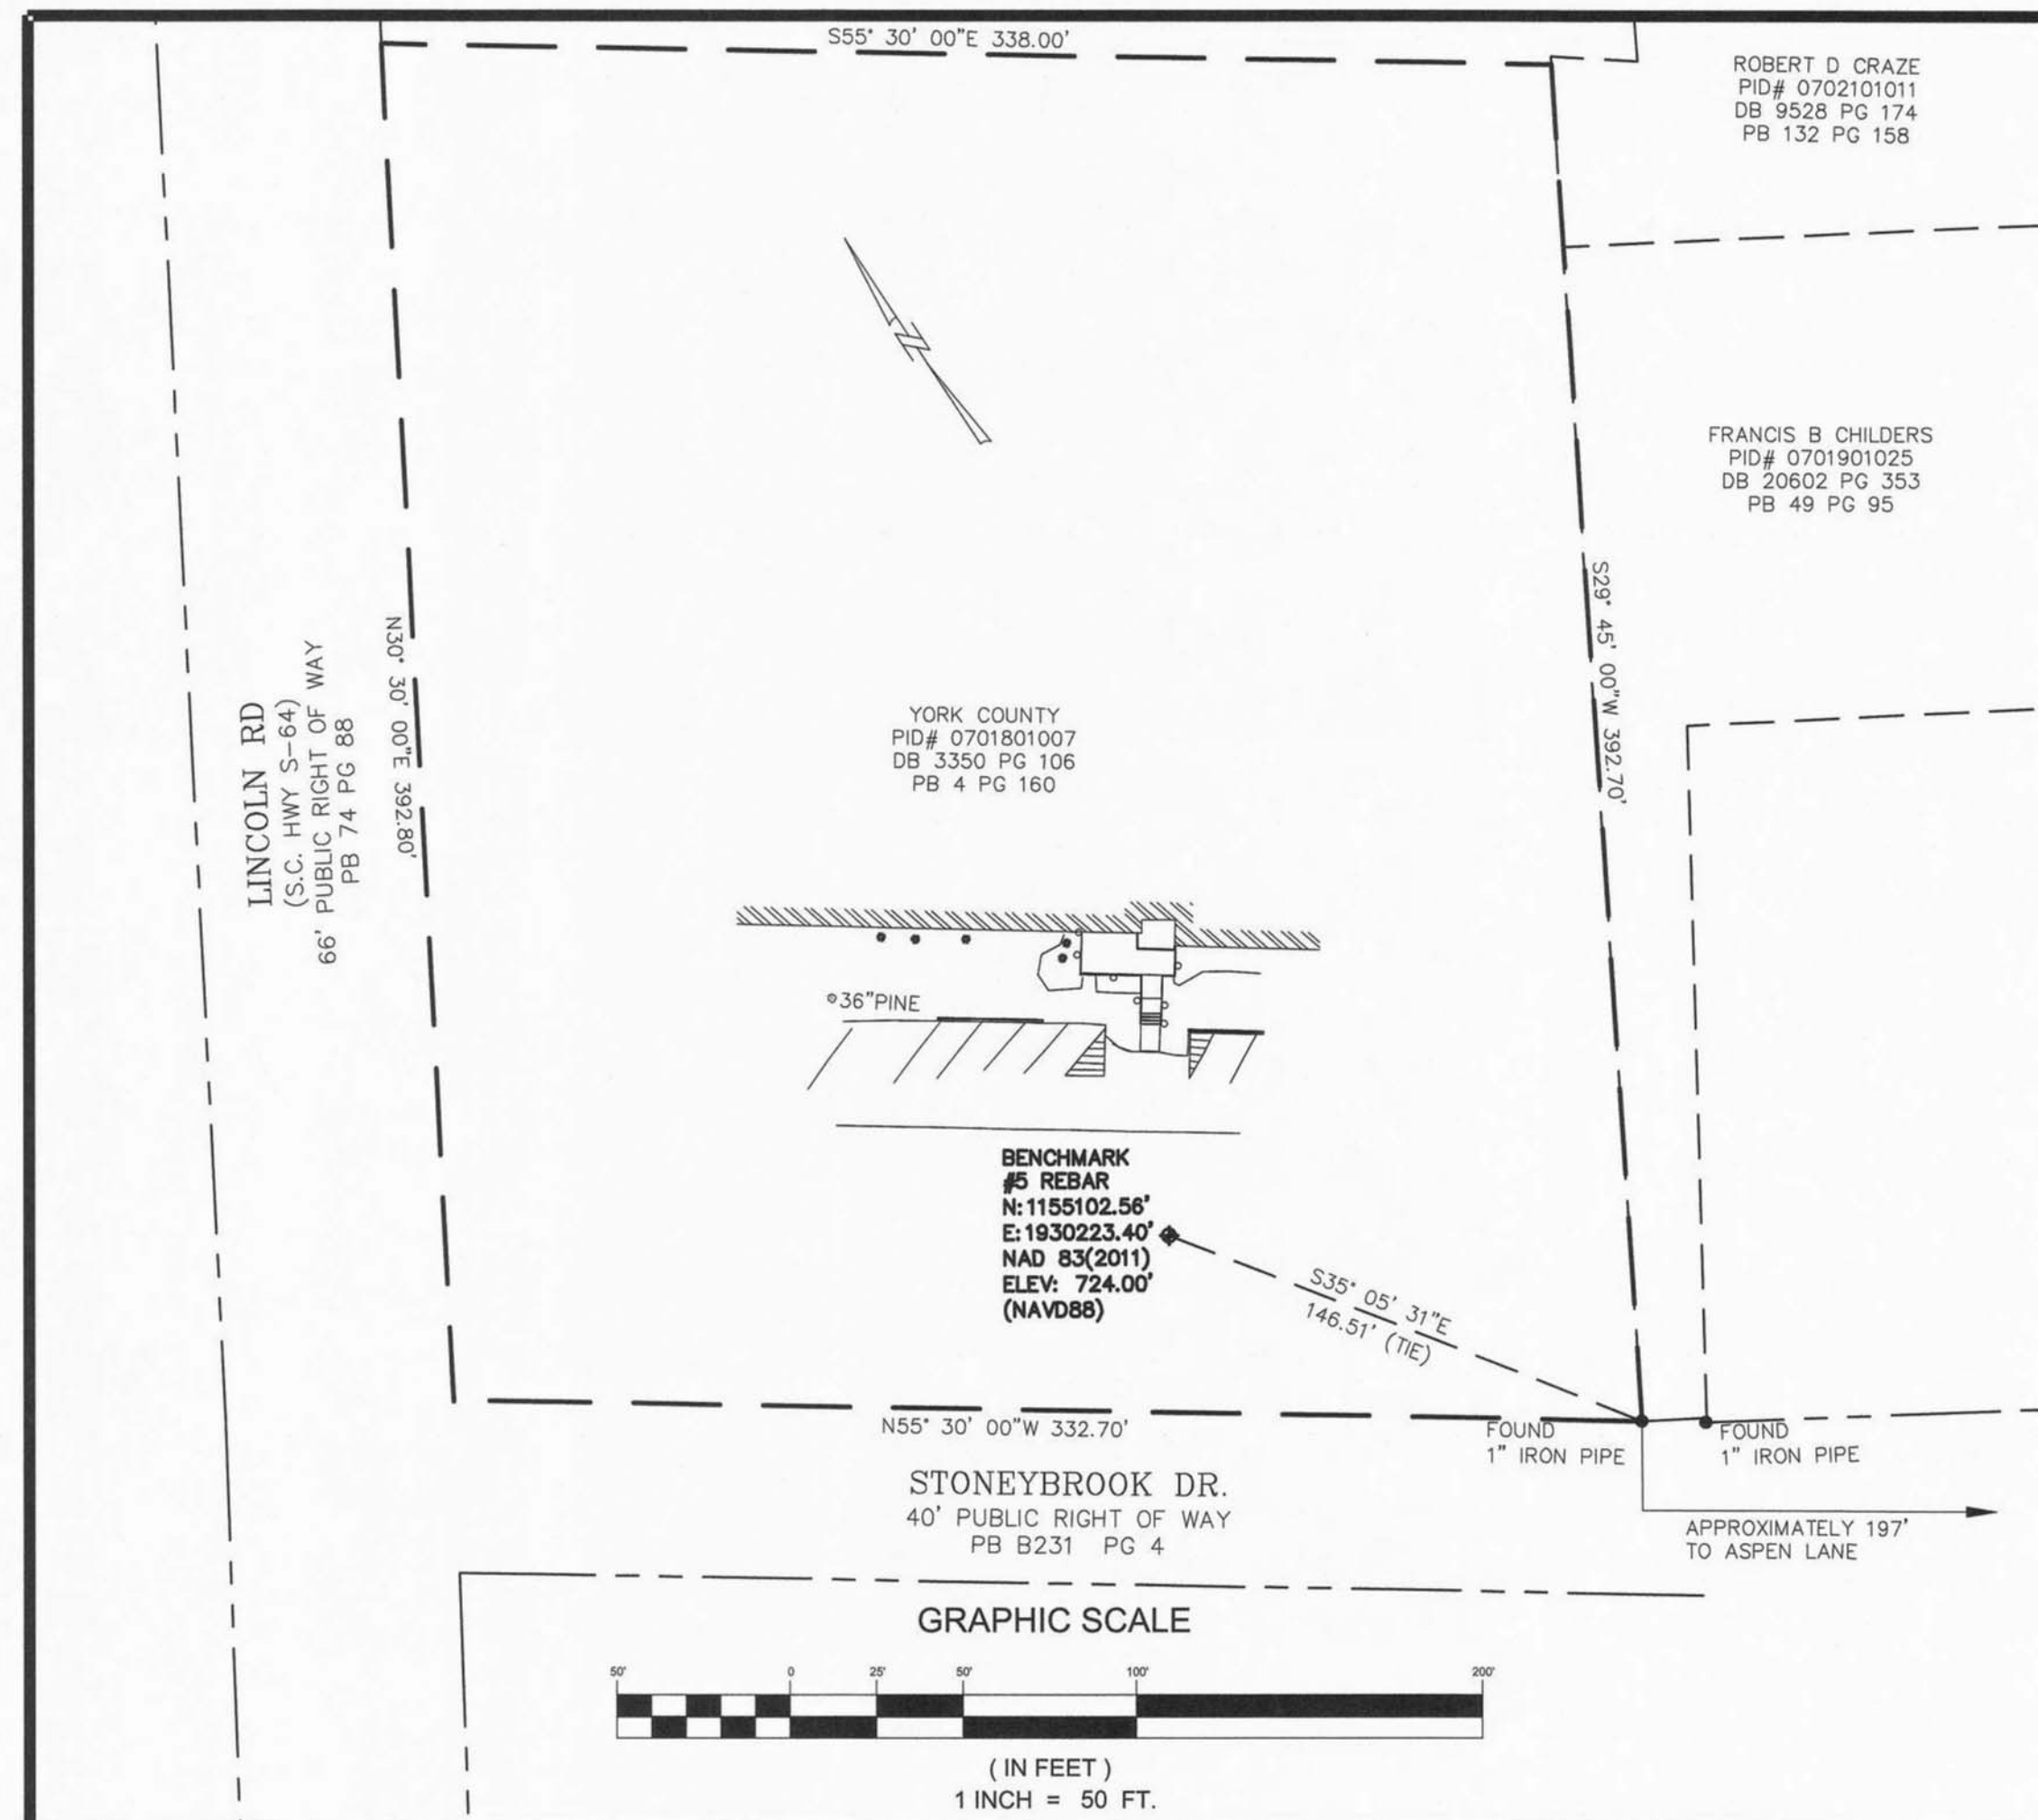 S55° 30' 00"E 338.00'
ROBERT D CRAZE
PID# 0702101011
DB 9528 PG 174
PB 132 PG 158
FRANCIS B CHILDERS
PID# 0701901025
DB 20602 PG 353
PB 49 PG 95
LINCOLN RD
(S.C. HWY S-64)
66' PUBLIC RIGHT OF WAY
PB 74 PG 88
N30° 30' 00"E 392.80'
S29° 45' 00"W 392.70'
YORK COUNTY
PID# 0701801007
DB 3350 PG 106
PB 4 PG 160
36"PINE
BENCHMARK
#5 REBAR
N:1155102.56'
E:1930223.40'
NAD 83(2011)
ELEV: 724.00'
(NAVD88)
S35° 05' 31"E
146.51' (TIE)
N55° 30' 00"W 332.70'
FOUND
1" IRON PIPE
FOUND
1" IRON PIPE
STONEYBROOK DR.
40' PUBLIC RIGHT OF WAY
PB B231 PG 4
APPROXIMATELY 197'
TO ASPEN LANE
GRAPHIC SCALE
50' 0 25' 50' 100' 200'
( IN FEET )
1 INCH = 50 FT.